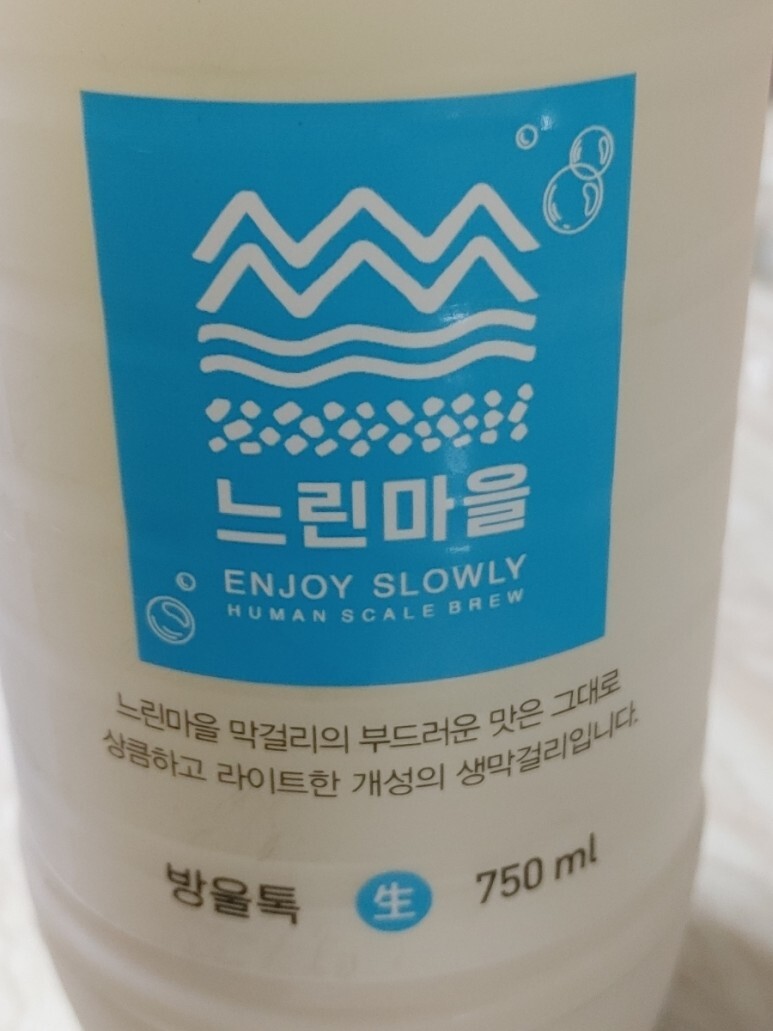 느린마을
ENJOY SLOWLY
HUMAN SCALE BREW
느린마을 막걸리의 부드러운 맛은 그대로
상큼하고 라이트한 개성의 생막걸리입니다.
방울톡 生 750 ml